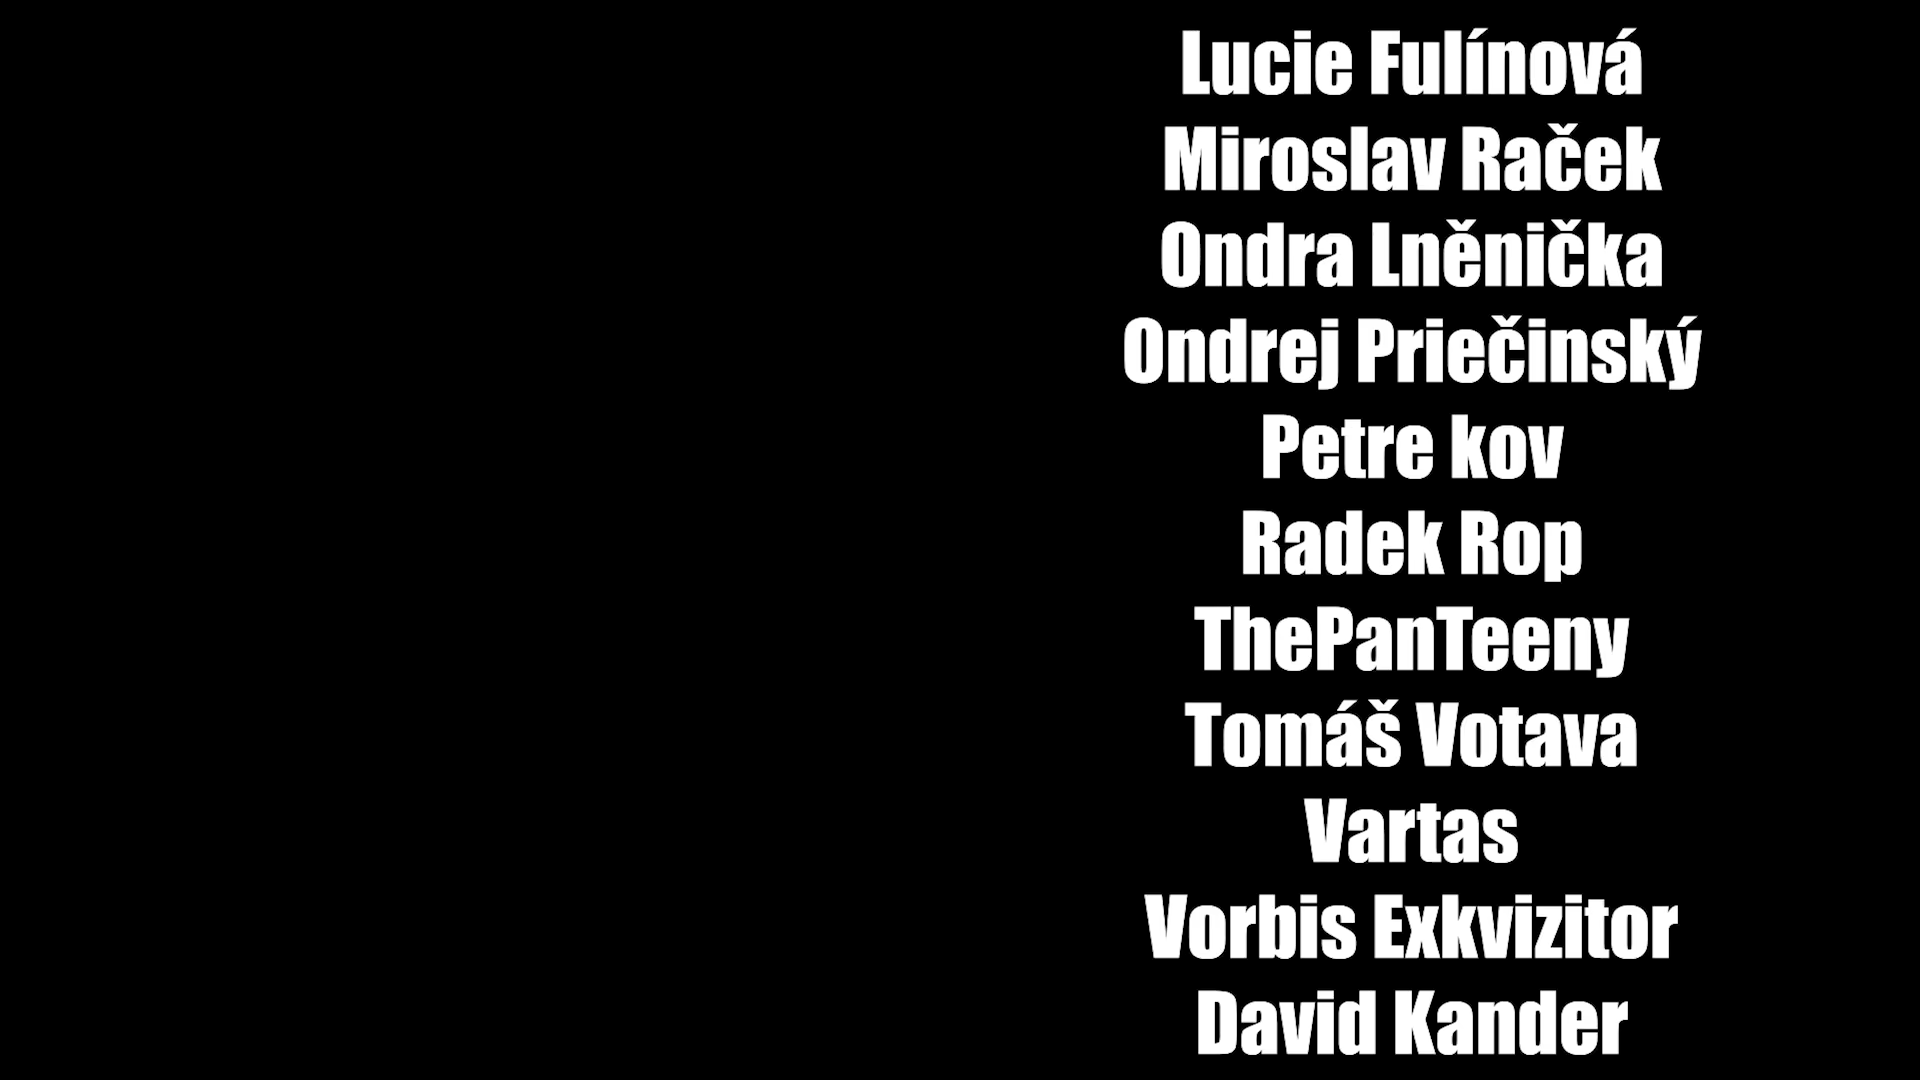 Lucie Fulínová
Miroslav Raček
Ondra Lněnička
Ondrej Priečinský
Petre kov
Radek Rop
ThePanTeeny
Tomáš Votava
Vartas
Vorbis Exkvizitor
David Kander